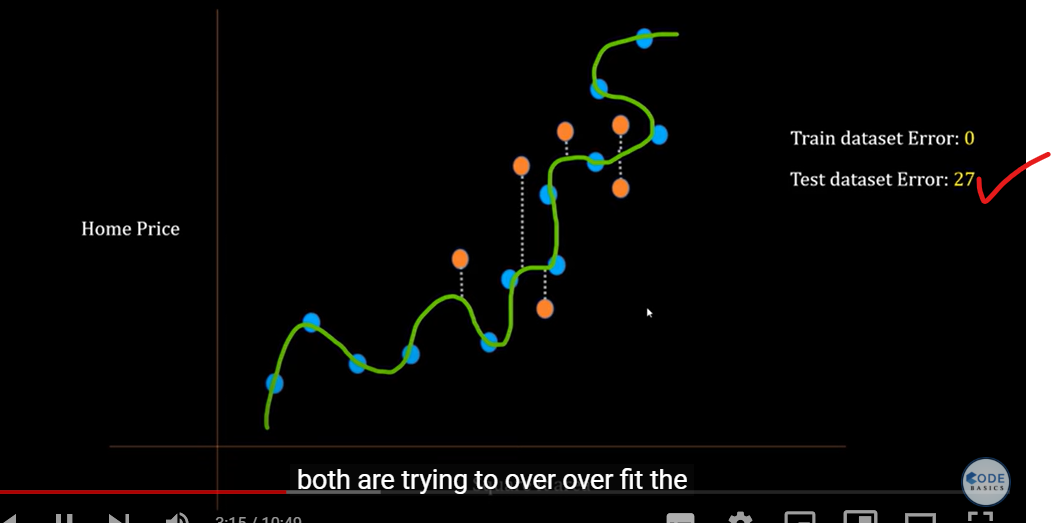 Train dataset Error: 0
Test dataset Error: 27
Home Price
both are trying to over over fit the
CODE
BASICS
3:15 / 10:49